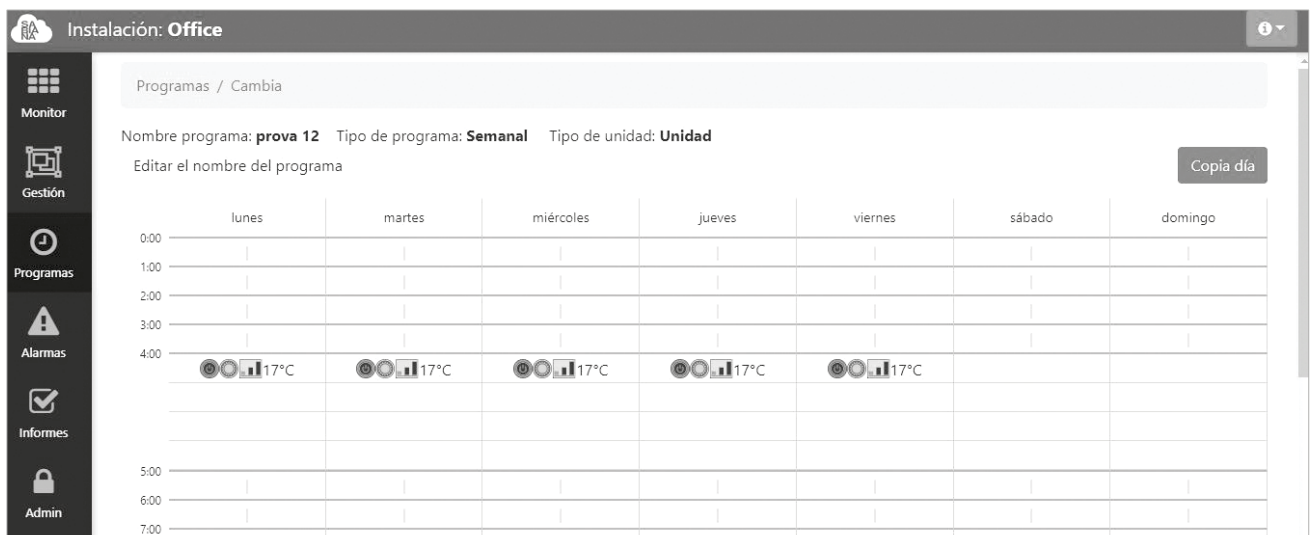 SABIANA
Instalación: Office
Monitor
Gestión
Programas
Alarmas
Informes
Admin
Programas / Cambia
Nombre programa: prova 12 Tipo de programa: Semanal Tipo de unidad: Unidad
Editar el nombre del programa
Copia día
lunes martes miércoles jueves viernes sábado domingo
0:00
1:00
2:00
3:00
4:00
17°C 17°C 17°C 17°C 17°C
5:00
6:00
7:00